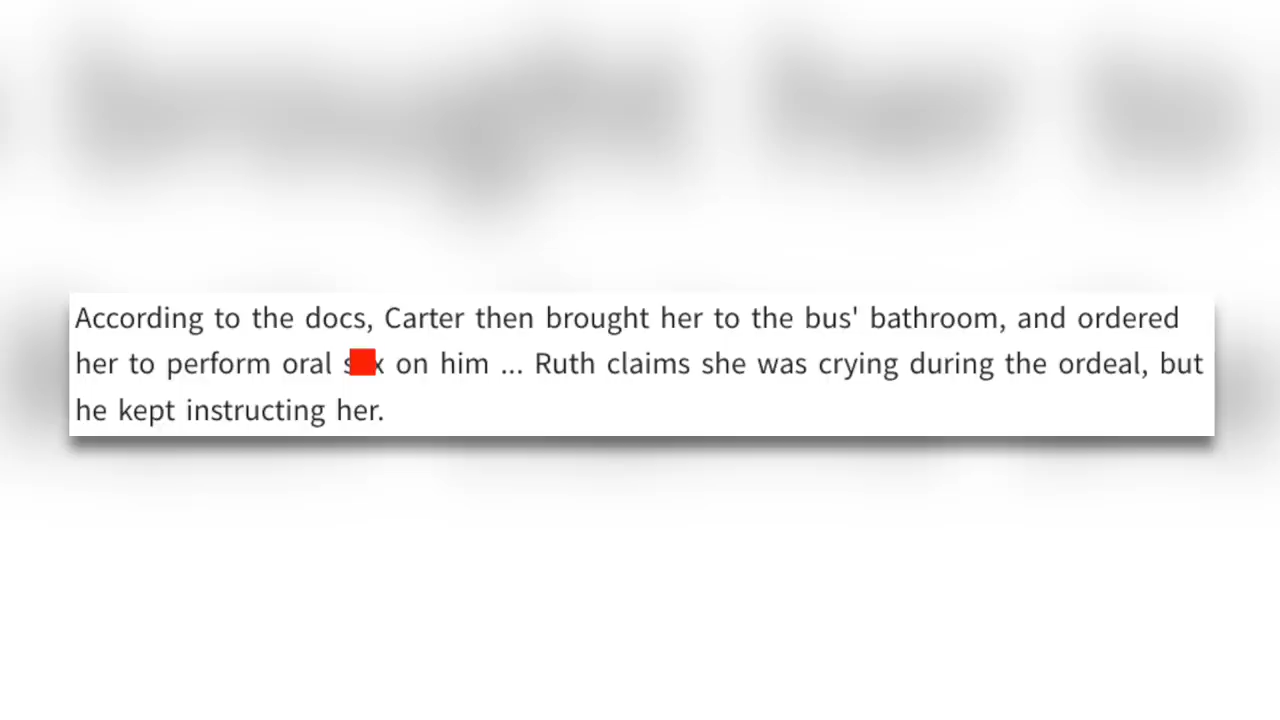 According to the docs, Carter then brought her to the bus' bathroom, and ordered
her to perform oral on him ... Ruth claims she was crying during the ordeal, but
he kept instructing her.